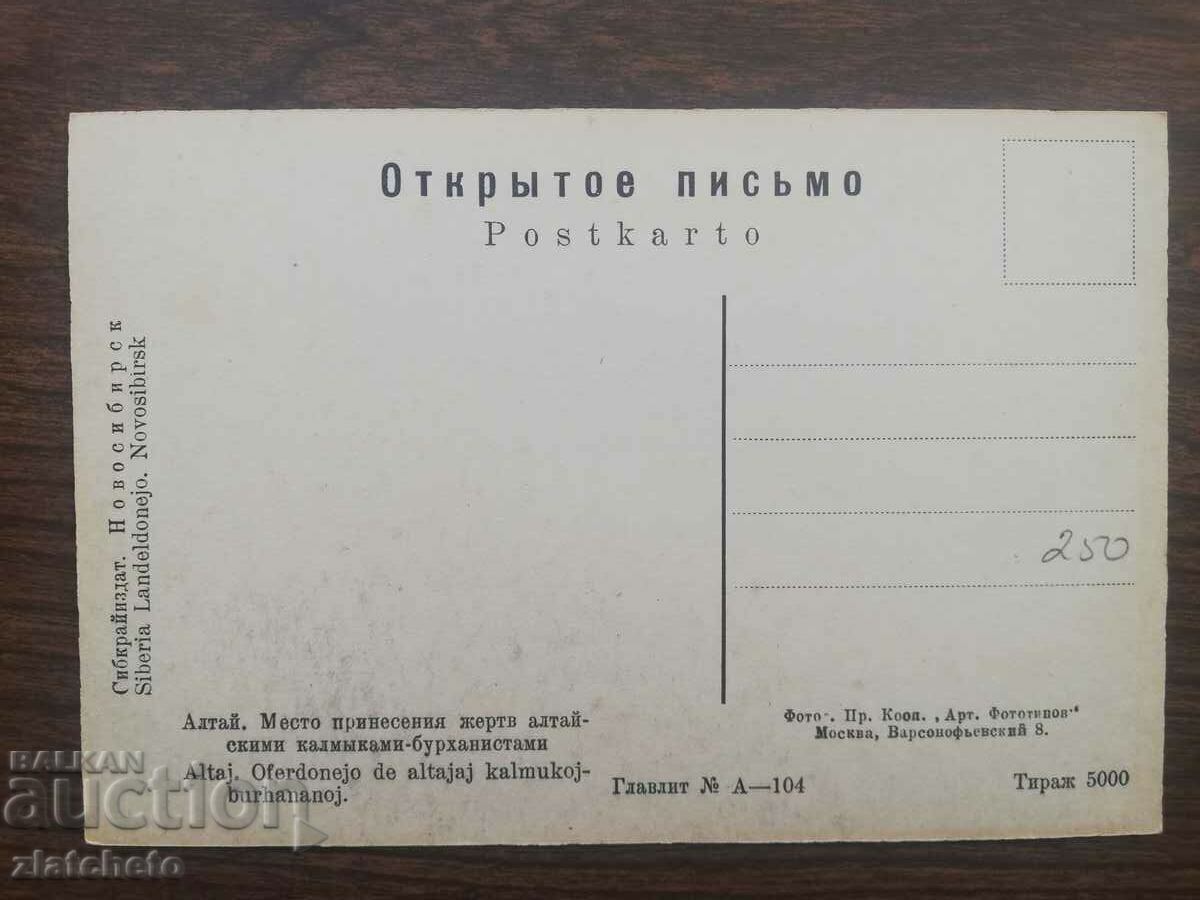 Открытое письмо
Postkarto
Сибкрайиздат. Новосибирск
Siberia Landeldonejo. Novosibirsk
250
Алтай. Место принесения жертв алтай-
скими калмыками-бурханистами
Altaj. Oferdonejo de altajaj kalmukoj-
burhananoj.
Фото-. Пр. Кооп. „Арт. Фототипов"
Москва, Варсонофьевский 8.
Главлит № А—104
Тираж 5000
BALKAN
auction
zlatcheto